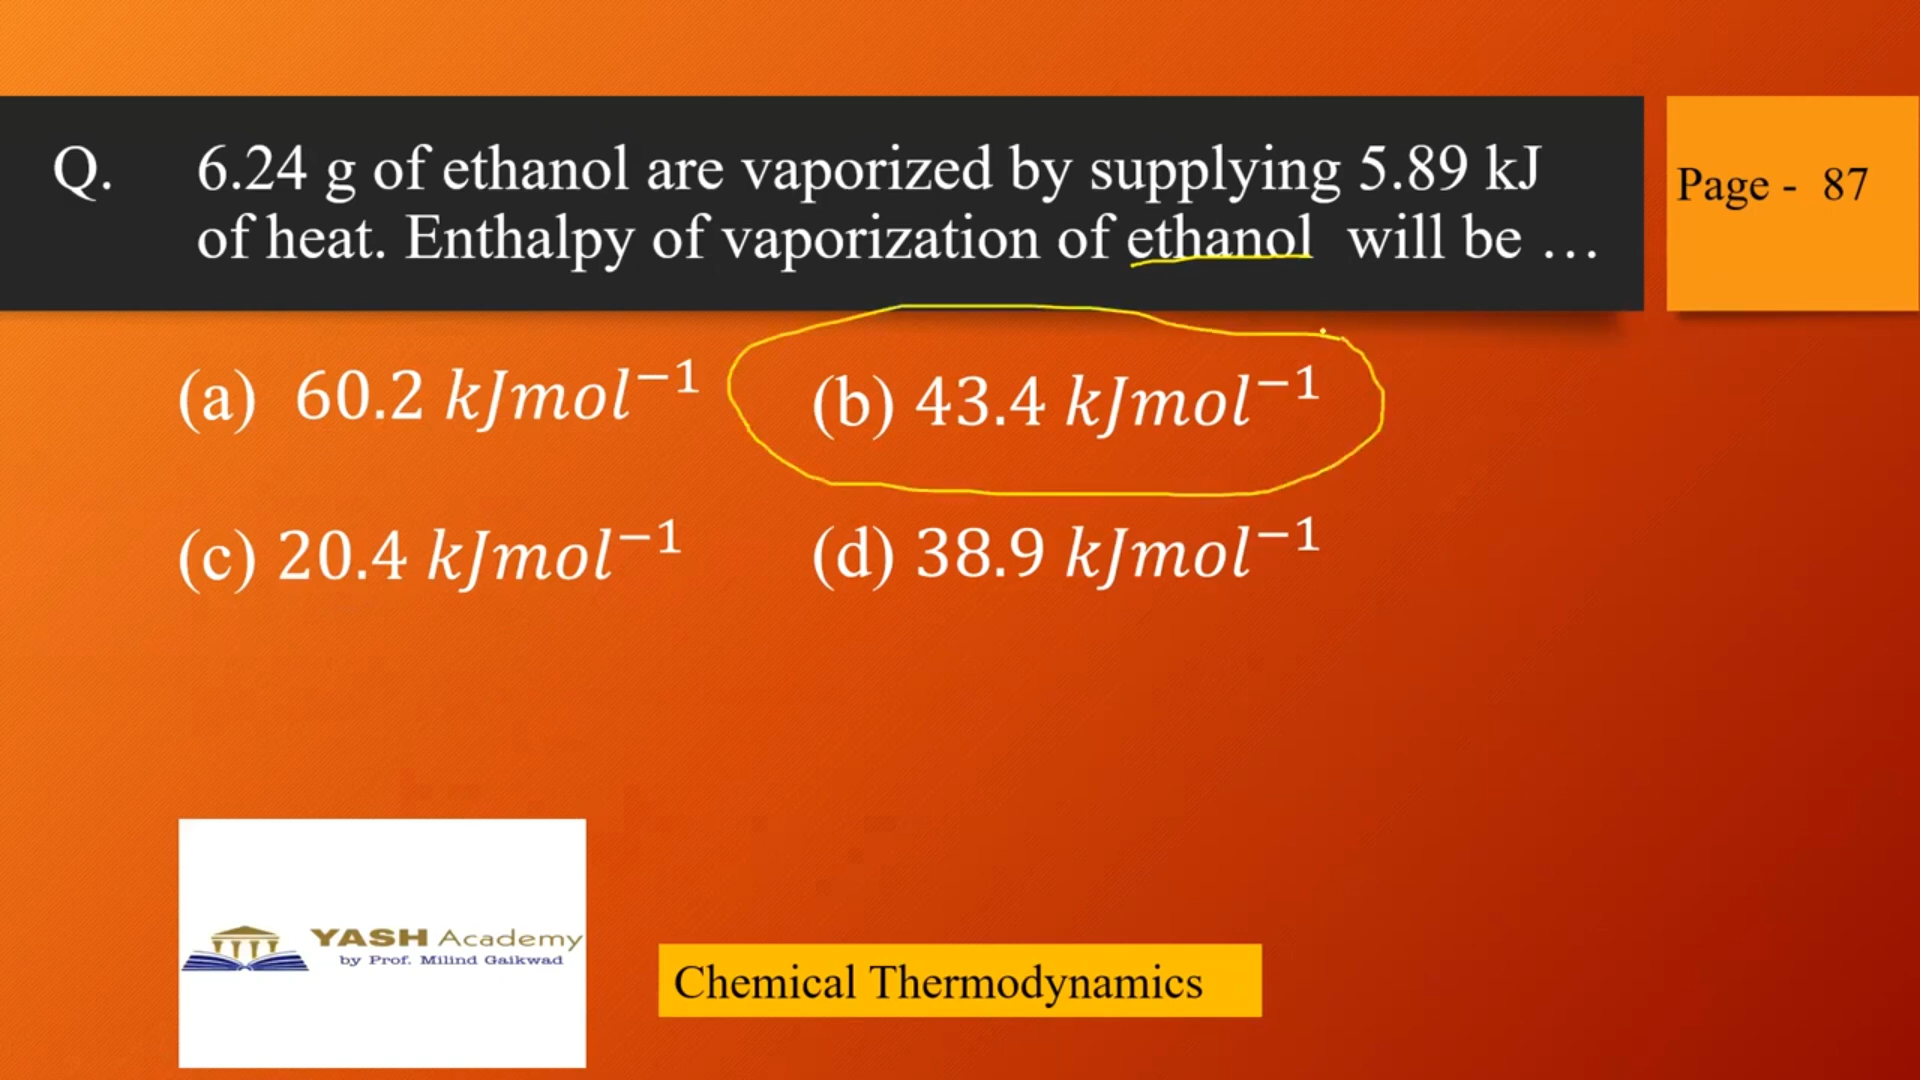 Q. 6.24 g of ethanol are vaporized by supplying 5.89 kJ
of heat. Enthalpy of vaporization of ethanol will be …
Page - 87
(a) 60.2 kJmol⁻¹
(b) 43.4 kJmol⁻¹
(c) 20.4 kJmol⁻¹
(d) 38.9 kJmol⁻¹
YASH Academy
by Prof. Milind Gaikwad
Chemical Thermodynamics